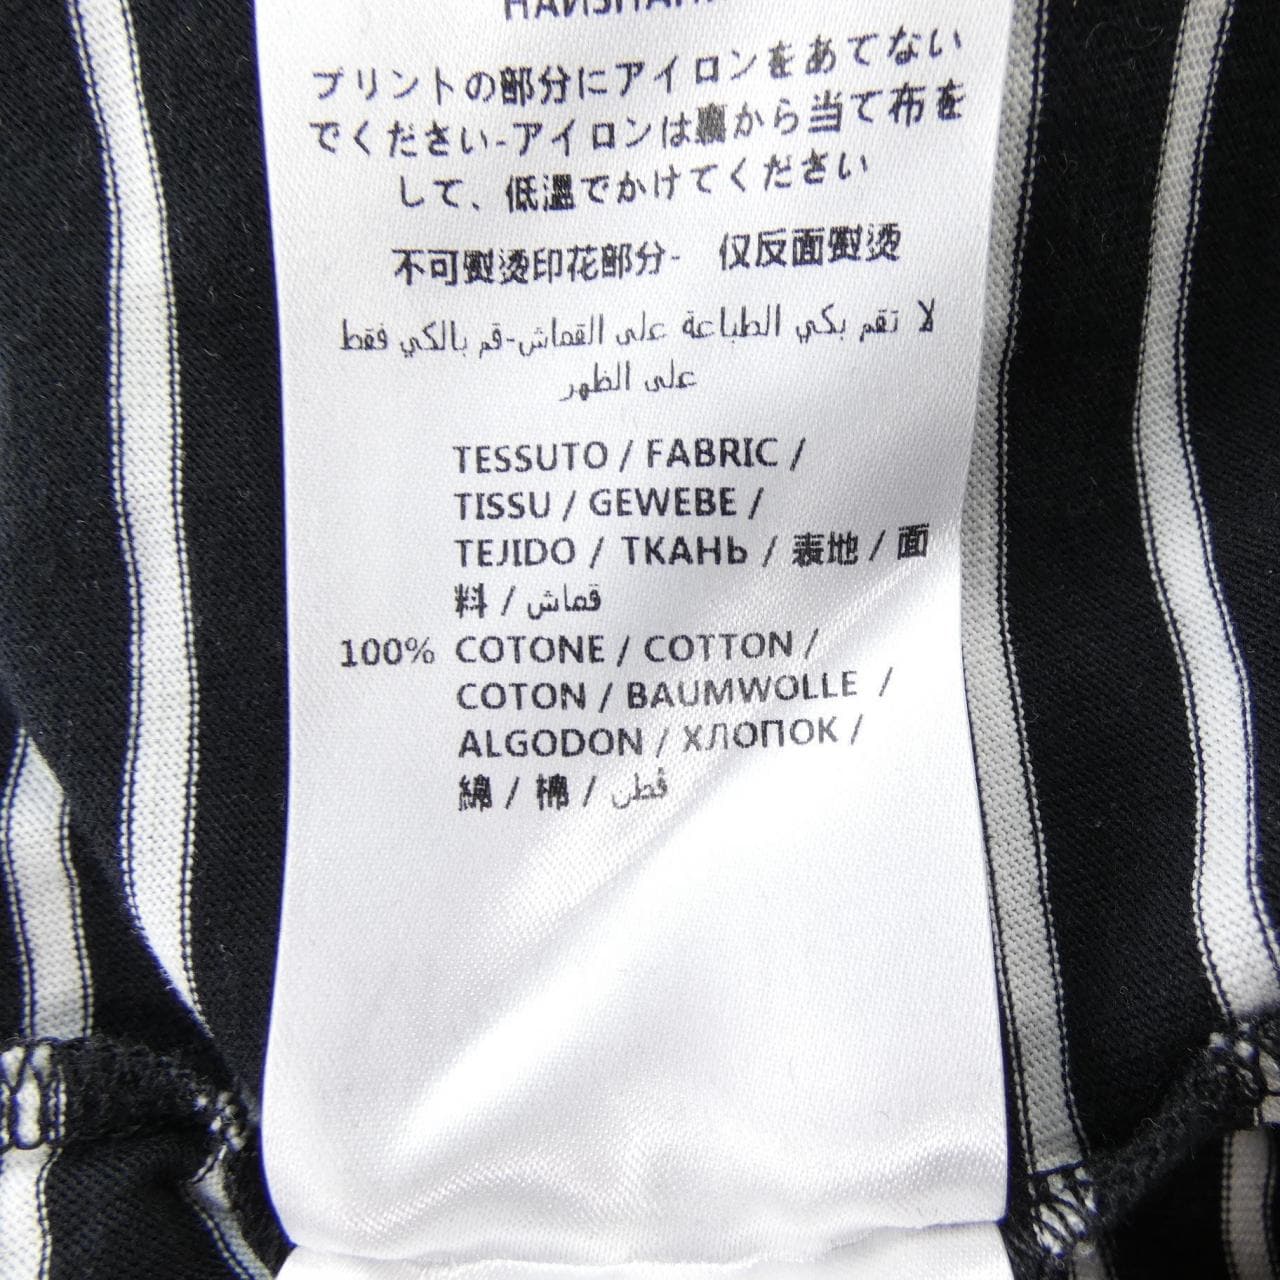 プリントの部分にアイロンをあてない
でください-アイロンは裏から当て布を
して、低温でかけてください
不可熨烫印花部分- 仅反面熨烫
لا تقم بكي الطباعة على القماش-قم بالكي فقط
على الظهر
TESSUTO / FABRIC /
TISSU / GEWEBE /
TEJIDO / ТКАНЬ / 表地 / 面
料 / قماش
100% COTONE / COTTON /
COTON / BAUMWOLLE /
ALGODON / ХЛОПОК /
綿 / 棉 / قطن